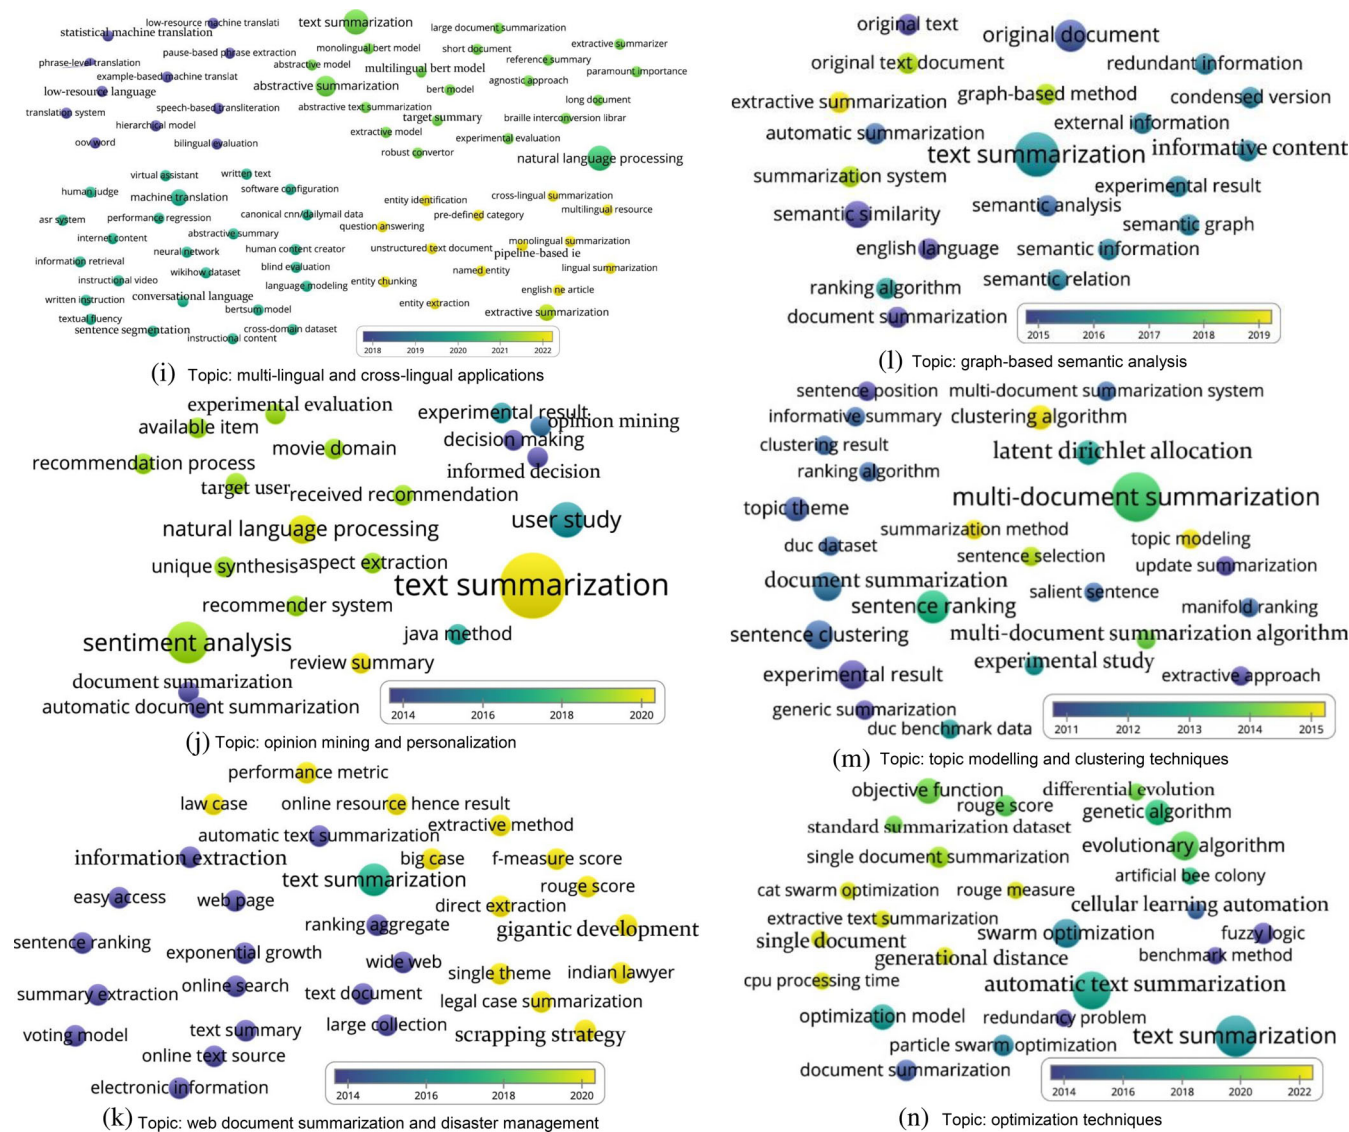 low-resource machine translati
statistical machine translation
pause-based phrase extraction
phrase-level-translation
example-based machine translat
low-resource language
translation system
speech-based transliteration
hierarchical model
oov word
bilingual evaluation
text summarization
monolingual bert model
abstractive model
multilingual bert model
abstractive summarization
bert model
abstractive text summarization
target summary
extractive model
robust convertor
large document summarization
short document
extractive summarizer
reference summary
paramount importance
agnostic approach
long document
braille interconversion librar
experimental evaluation
natural language processing
virtual assistant
written text
human judge
machine translation
software configuration
asr system
performance regression
canonical cnn/dailymail data
internet content
abstractive summary
neural network
human content creator
information retrieval
wikihow dataset
blind evaluation
instructional video
language modeling
written instruction
conversational language
bertsum model
textual fluency
sentence segmentation
cross-domain dataset
instructional content
entity identification
cross-lingual summarization
pre-defined category
multilingual resource
question answering
unstructured text document
monolingual summarization
pipeline-based ie
named entity
lingual summarization
entity chunking
english ne article
entity extraction
extractive summarization
2018 2019 2020 2021 2022
(i) Topic: multi-lingual and cross-lingual applications
original text
original document
original text document
redundant information
extractive summarization
graph-based method
condensed version
automatic summarization
external information
text summarization
informative content
summarization system
experimental result
semantic similarity
semantic analysis
semantic graph
english language
semantic information
ranking algorithm
semantic relation
document summarization
2015 2016 2017 2018 2019
(l) Topic: graph-based semantic analysis
experimental evaluation
available item
experimental result
opinion mining
decision making
movie domain
recommendation process
informed decision
target user
received recommendation
natural language processing
user study
unique synthesis
aspect extraction
text summarization
recommender system
sentiment analysis
java method
review summary
document summarization
automatic document summarization
2014 2016 2018 2020
(j) Topic: opinion mining and personalization
sentence position
multi-document summarization system
informative summary
clustering algorithm
clustering result
latent dirichlet allocation
ranking algorithm
multi-document summarization
topic theme
summarization method
topic modeling
duc dataset
sentence selection
update summarization
document summarization
salient sentence
sentence ranking
manifold ranking
sentence clustering
multi-document summarization algorithm
experimental study
experimental result
extractive approach
generic summarization
duc benchmark data
2011 2012 2013 2014 2015
(m) Topic: topic modelling and clustering techniques
performance metric
law case
online resource
hence result
automatic text summarization
extractive method
information extraction
big case
f-measure score
text summarization
rouge score
easy access
web page
direct extraction
ranking aggregate
gigantic development
sentence ranking
exponential growth
wide web
single theme
indian lawyer
online search
summary extraction
text document
legal case summarization
voting model
text summary
large collection
scrapping strategy
online text source
electronic information
2014 2016 2018 2020
(k) Topic: web document summarization and disaster management
objective function
differential evolution
rouge score
genetic algorithm
standard summarization dataset
evolutionary algorithm
single document summarization
artificial bee colony
cat swarm optimization
rouge measure
cellular learning automation
extractive text summarization
swarm optimization
fuzzy logic
single document
generational distance
benchmark method
cpu processing time
automatic text summarization
optimization model
redundancy problem
text summarization
particle swarm optimization
document summarization
2014 2016 2018 2020 2022
(n) Topic: optimization techniques